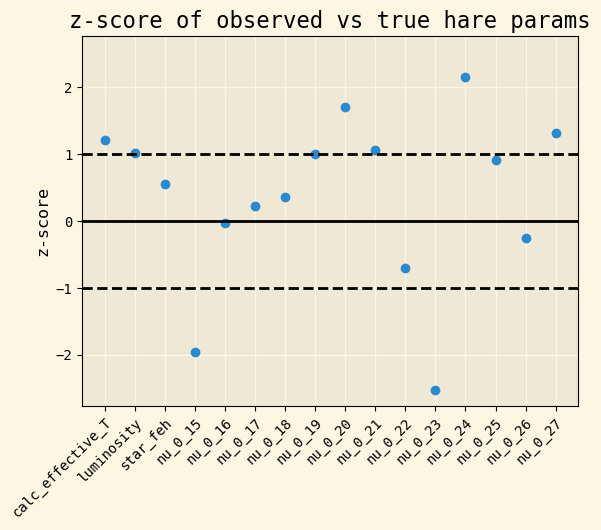 z-score of observed vs true hare params
z-score
2
1
0
−1
−2
calc_effective_T
luminosity
star_feh
nu_0_15
nu_0_16
nu_0_17
nu_0_18
nu_0_19
nu_0_20
nu_0_21
nu_0_22
nu_0_23
nu_0_24
nu_0_25
nu_0_26
nu_0_27